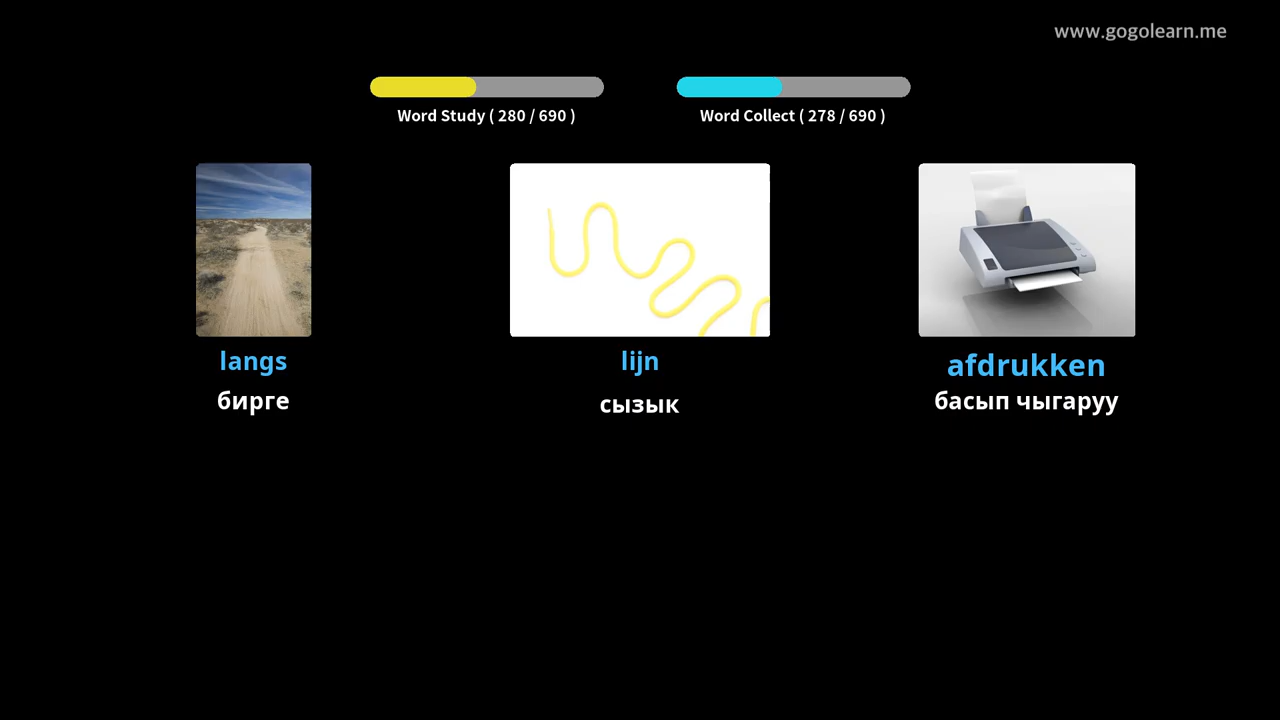 www.gogolearn.me
Word Study ( 280 / 690 )
Word Collect ( 278 / 690 )
langs
lijn
afdrukken
бирге
сызык
басып чыгаруу